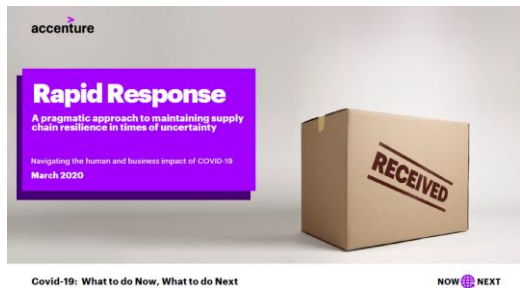 accenture
Rapid Response
A pragmatic approach to maintaining supply
chain resilience in times of uncertainty
Navigating the human and business impact of COVID-19
March 2020
RECEIVED
Covid-19: What to do Now, What to do Next
NOW NEXT